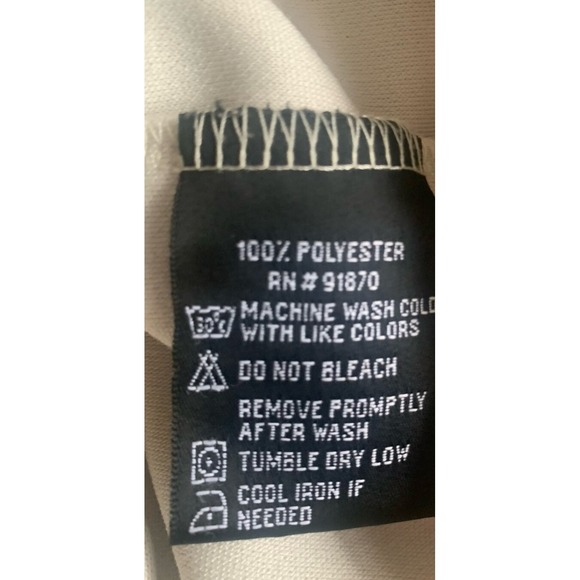 100% POLYESTER
RN # 91870
30°C MACHINE WASH COLD
WITH LIKE COLORS
DO NOT BLEACH
REMOVE PROMPTLY
AFTER WASH
TUMBLE DRY LOW
COOL IRON IF
NEEDED